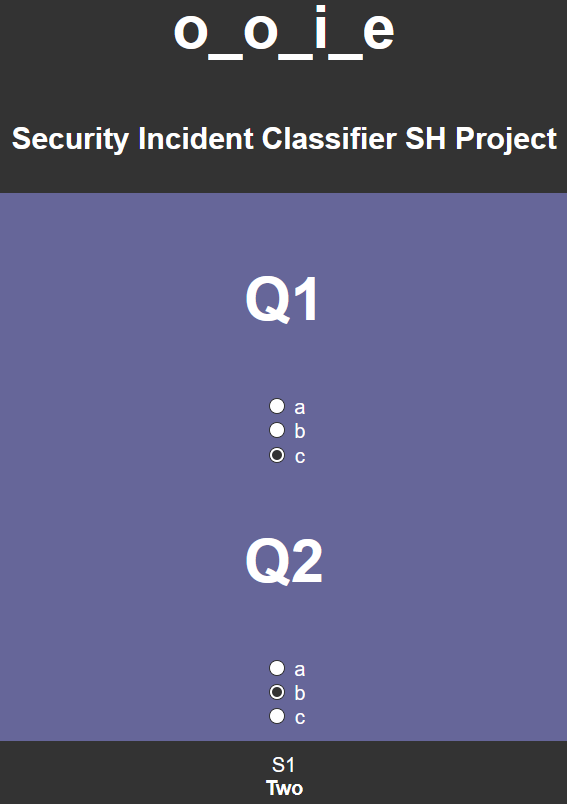 o_o_i_e
Security Incident Classifier SH Project
Q1
a
b
c
Q2
a
b
c
S1
Two